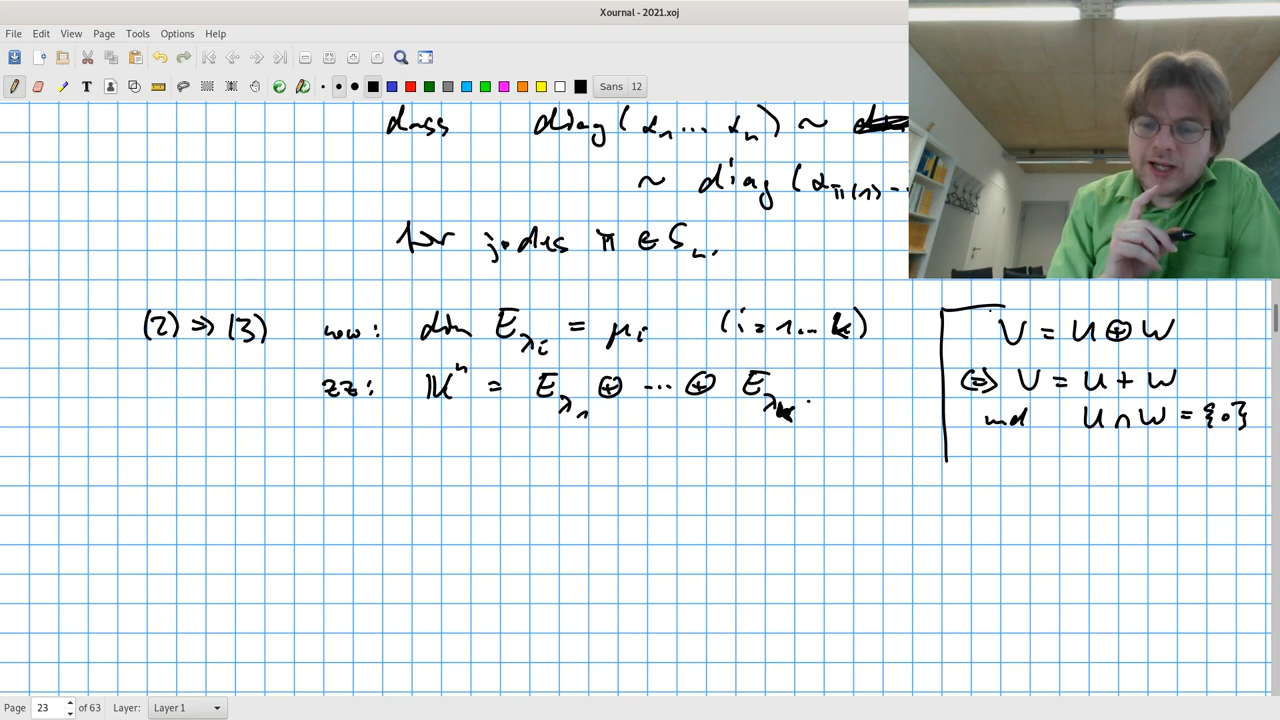 Xournal - 2021.xoj
File Edit View Page Tools Options Help
Sans 12
dass diag(α₁ ... αₙ) ~
~ diag(α_π(1) ...
für jedes π ∈ Sₙ.
(2) ⇒ (3) wow: dim E_λᵢ = μᵢ (i = 1 ... k)
zz: 𝕂ⁿ = E_λ₁ ⊕ ... ⊕ E_λₖ.
V = U ⊕ W
⇔ V = U + W
und U ∩ W = {0}
Page 23 of 63 Layer: Layer 1